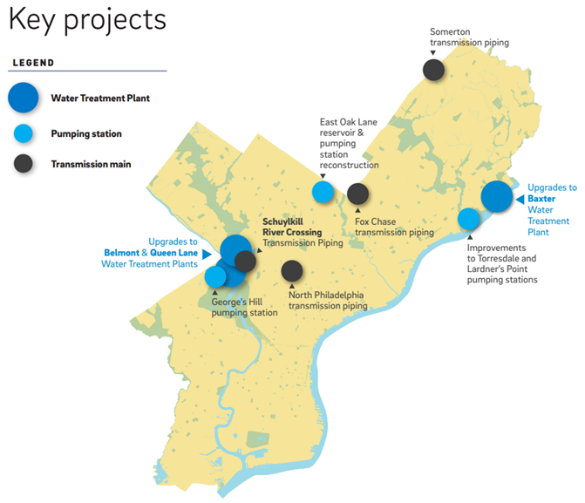 Key projects
LEGEND
Water Treatment Plant
Pumping station
Transmission main
Somerton
transmission piping
East Oak Lane
reservoir &
pumping
station
reconstruction
Fox Chase
transmission piping
Upgrades to
Baxter
Water
Treatment
Plant
Improvements
to Torresdale and
Lardner's Point
pumping stations
Schuylkill
River Crossing
Transmission Piping
Upgrades to
Belmont & Queen Lane
Water Treatment Plants
George's Hill
pumping station
North Philadelphia
transmission piping